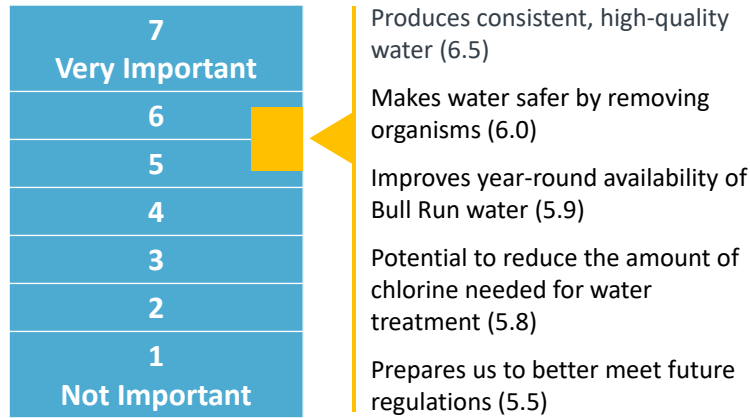 7
Very Important
6
5
4
3
2
1
Not Important
Produces consistent, high-quality
water (6.5)
Makes water safer by removing
organisms (6.0)
Improves year-round availability of
Bull Run water (5.9)
Potential to reduce the amount of
chlorine needed for water
treatment (5.8)
Prepares us to better meet future
regulations (5.5)